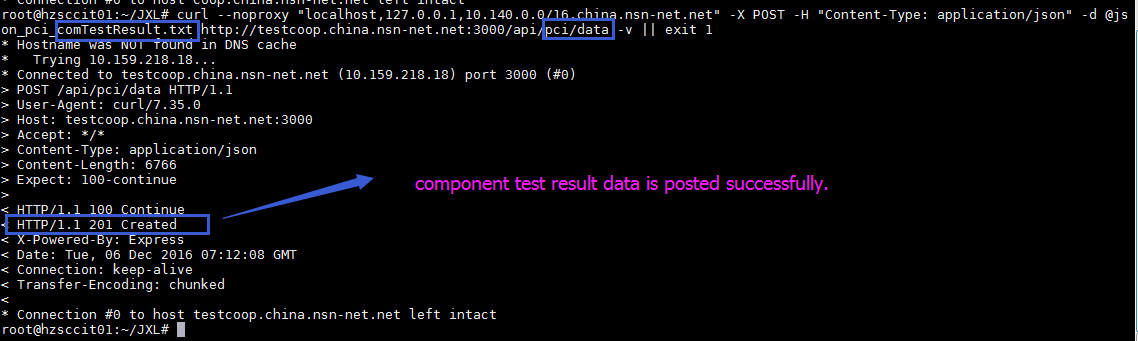 * Connection #0 to host coop.china.nsn-net.net left intact
root@hzsccit01:~/JXL# curl --noproxy "localhost,127.0.0.1,10.140.0.0/16,china.nsn-net.net" -X POST -H "Content-Type: application/json" -d @js
on_pci_comTestResult.txt http://testcoop.china.nsn-net.net:3000/api/pci/data -v || exit 1
* Hostname was NOT found in DNS cache
*   Trying 10.159.218.18...
* Connected to testcoop.china.nsn-net.net (10.159.218.18) port 3000 (#0)
> POST /api/pci/data HTTP/1.1
> User-Agent: curl/7.35.0
> Host: testcoop.china.nsn-net.net:3000
> Accept: */*
> Content-Type: application/json
> Content-Length: 6766
> Expect: 100-continue
>
component test result data is posted successfully.
< HTTP/1.1 100 Continue
< HTTP/1.1 201 Created
< X-Powered-By: Express
< Date: Tue, 06 Dec 2016 07:12:08 GMT
< Connection: keep-alive
< Transfer-Encoding: chunked
<
* Connection #0 to host testcoop.china.nsn-net.net left intact
root@hzsccit01:~/JXL#